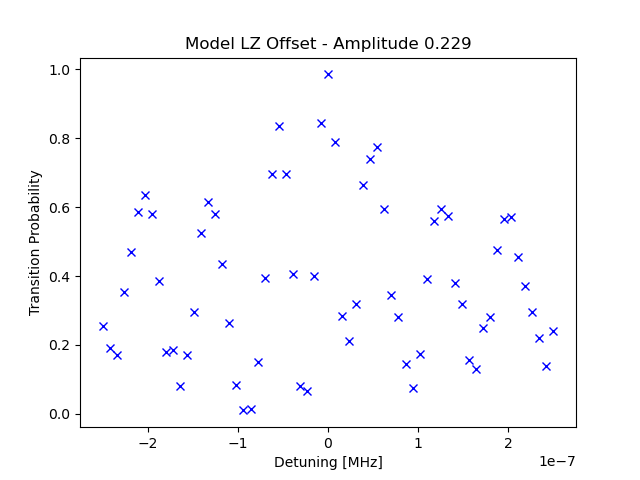 Model LZ Offset - Amplitude 0.229
Transition Probability
1.0
0.8
0.6
0.4
0.2
0.0
−2
−1
0
1
2
1e−7
Detuning [MHz]